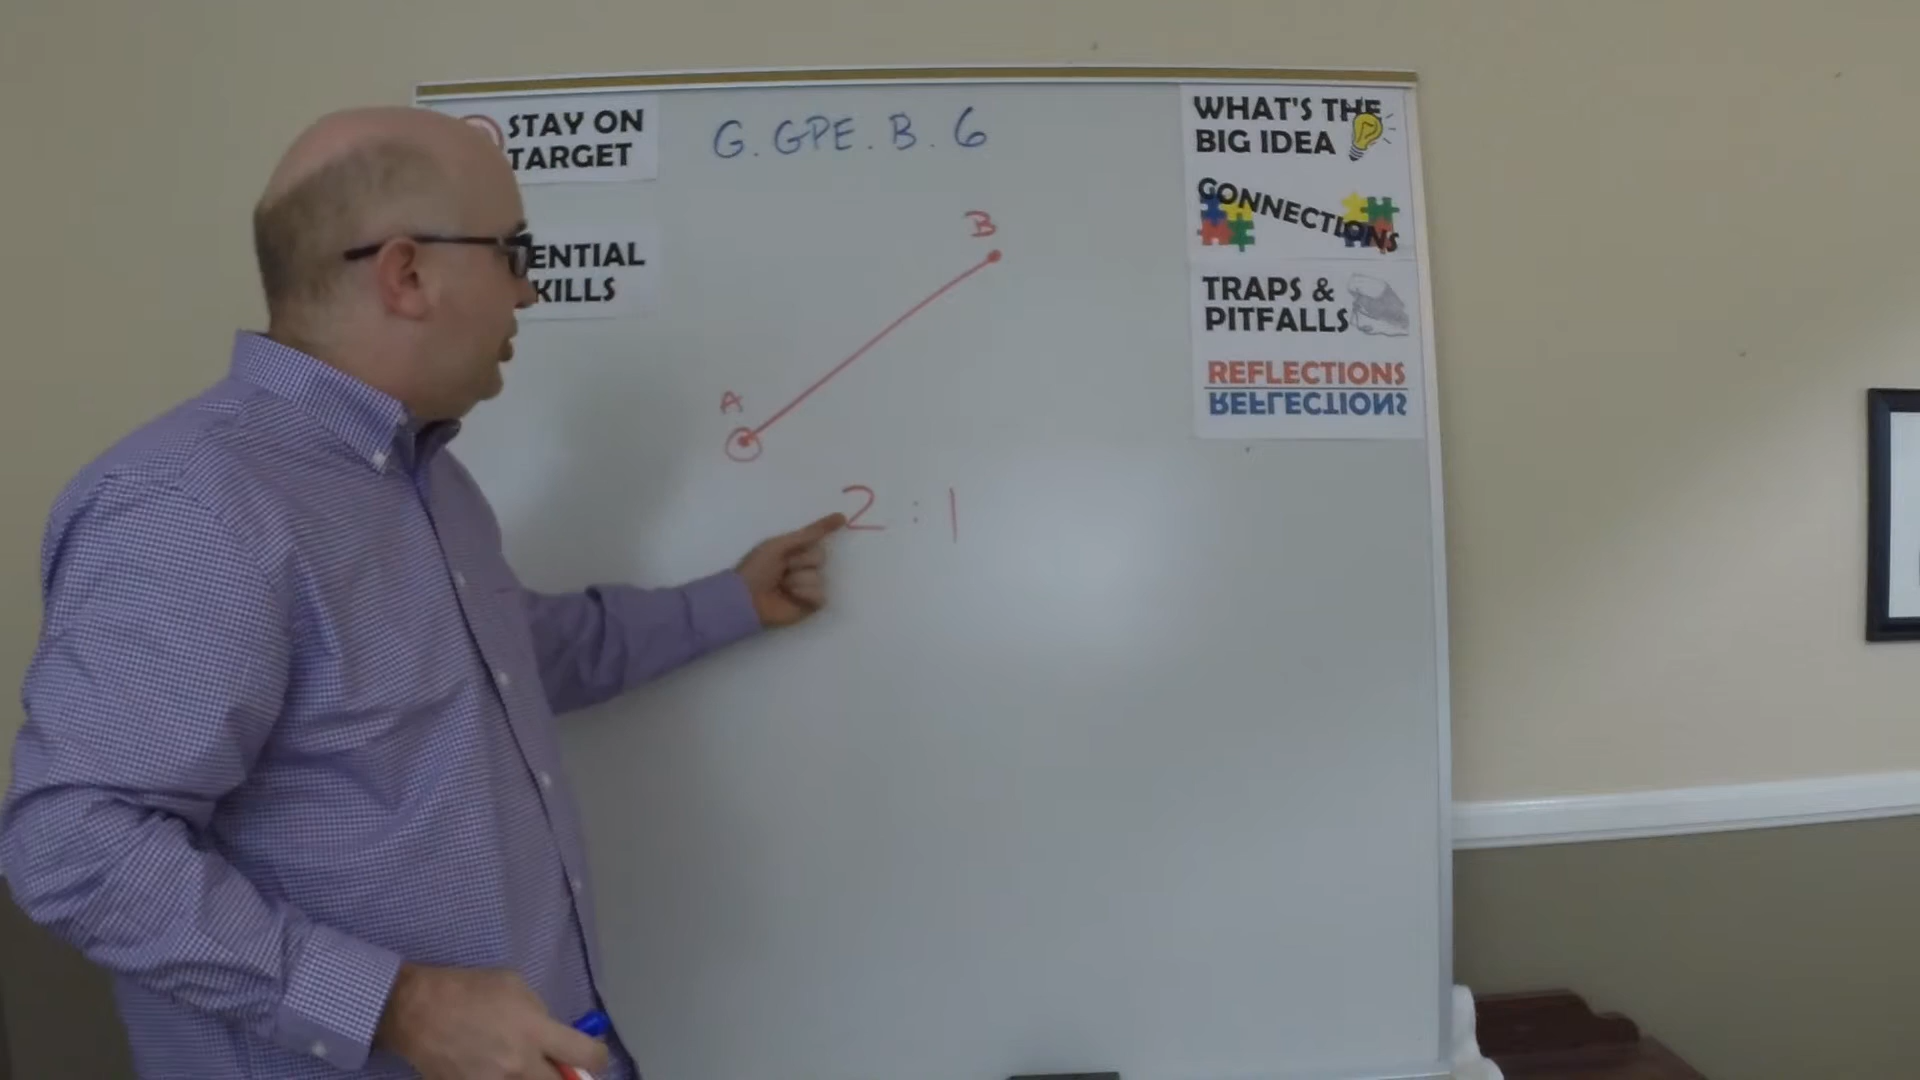 STAY ON
TARGET
ENTIAL
KILLS
G. GPE. B. 6
B
A
2 : 1
WHAT'S THE
BIG IDEA
CONNECTIONS
TRAPS &
PITFALLS
REFLECTIONS
REFLECTIONS